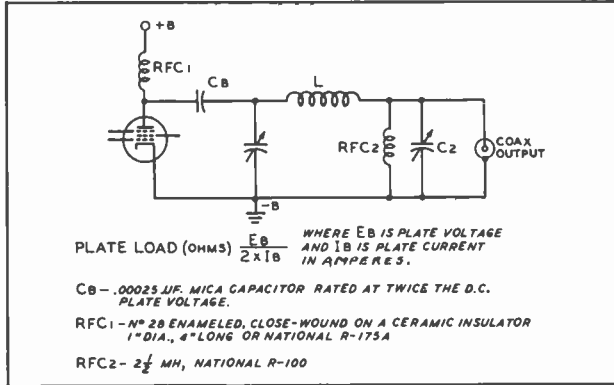 +B
RFC1
CB
L
RFC2
C2
COAX
OUTPUT
-B
PLATE LOAD (OHMS) EB / 2 x IB WHERE EB IS PLATE VOLTAGE
AND IB IS PLATE CURRENT
IN AMPERES.
CB - .00025 µF. MICA CAPACITOR RATED AT TWICE THE D.C.
PLATE VOLTAGE.
RFC1 - Nº 28 ENAMELED, CLOSE-WOUND ON A CERAMIC INSULATOR
1" DIA., 4" LONG OR NATIONAL R-175A
RFC2 - 2½ MH, NATIONAL R-100